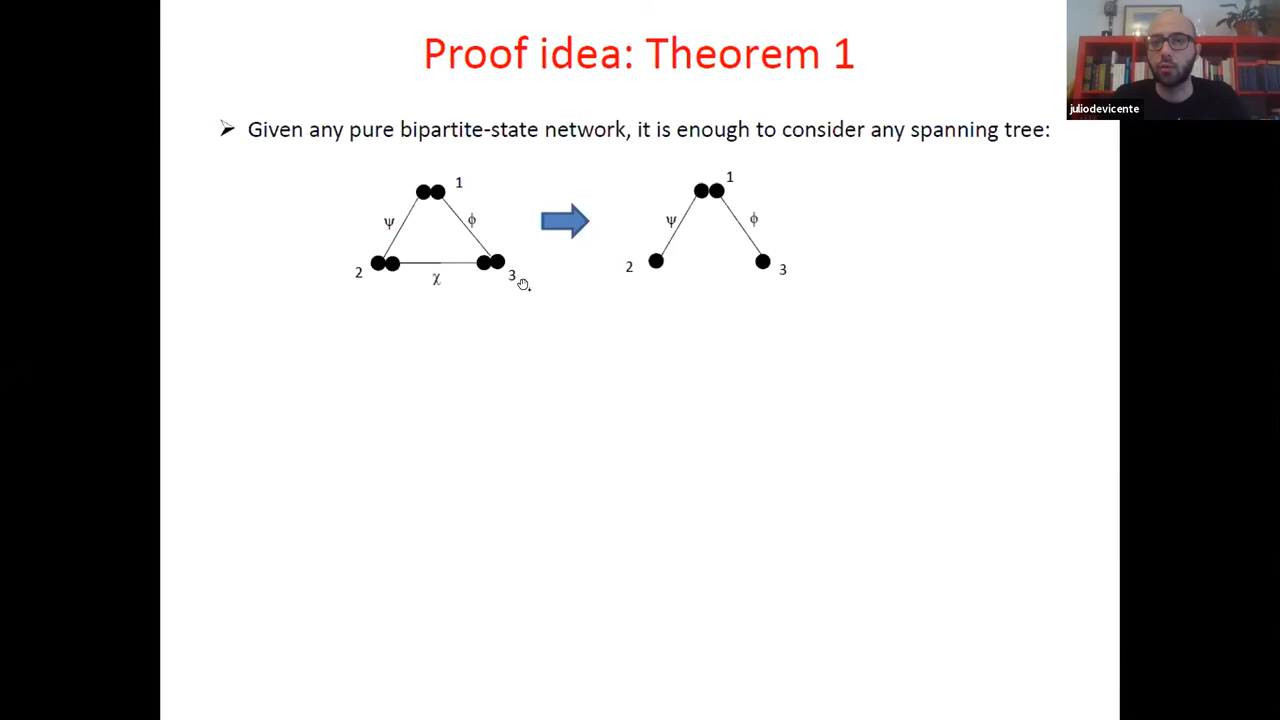 Proof idea: Theorem 1
juliodevicente
Given any pure bipartite-state network, it is enough to consider any spanning tree:
1
ψ
ϕ
2
3
χ
1
ψ
ϕ
2
3